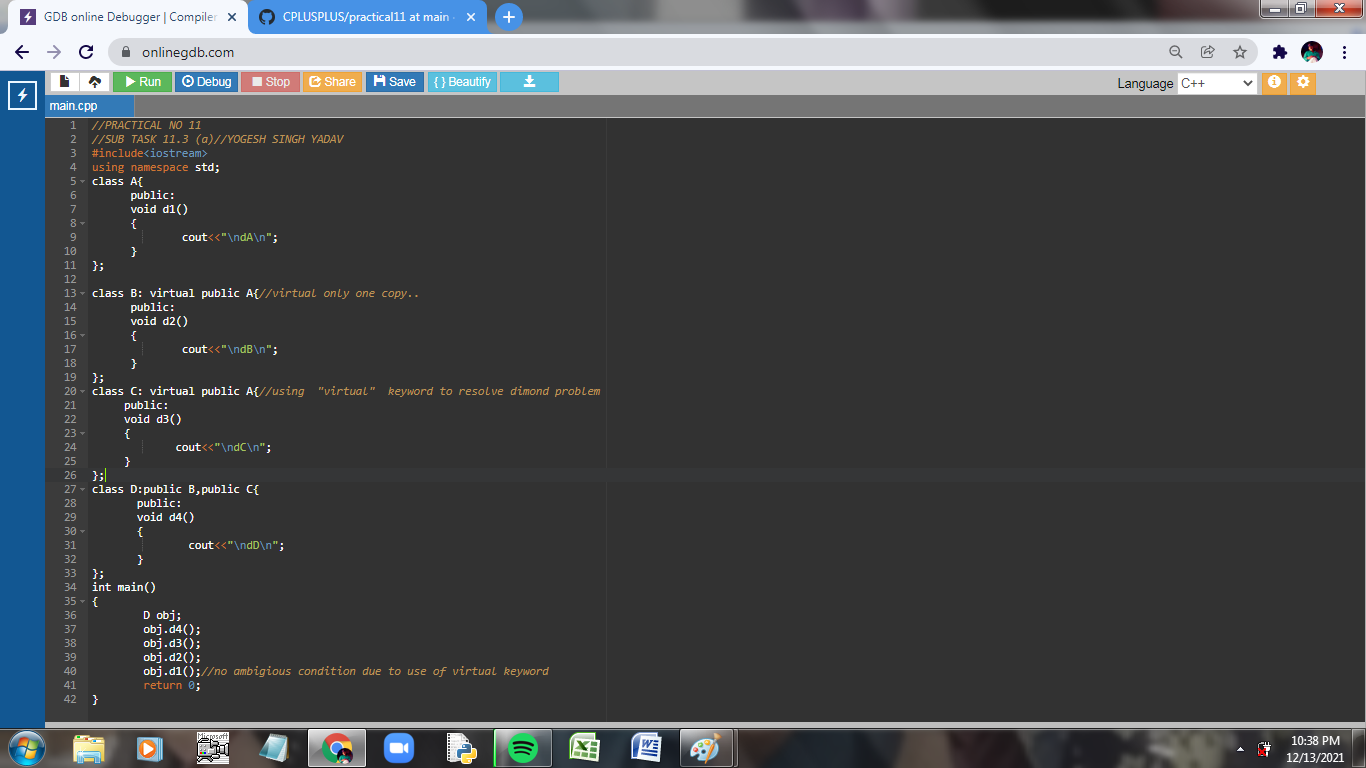 GDB online Debugger | Compiler
CPLUSPLUS/practical11 at main
onlinegdb.com
Run Debug Stop Share Save { } Beautify
Language C++
main.cpp
1 //PRACTICAL NO 11
2 //SUB TASK 11.3 (a)//YOGESH SINGH YADAV
3 #include<iostream>
4 using namespace std;
5 class A{
6 public:
7 void d1()
8 {
9 cout<<"\ndA\n";
10 }
11 };
12
13 class B: virtual public A{//virtual only one copy..
14 public:
15 void d2()
16 {
17 cout<<"\ndB\n";
18 }
19 };
20 class C: virtual public A{//using  "virtual"  keyword to resolve dimond problem
21 public:
22 void d3()
23 {
24 cout<<"\ndC\n";
25 }
26 };
27 class D:public B,public C{
28 public:
29 void d4()
30 {
31 cout<<"\ndD\n";
32 }
33 };
34 int main()
35 {
36 D obj;
37 obj.d4();
38 obj.d3();
39 obj.d2();
40 obj.d1();//no ambigious condition due to use of virtual keyword
41 return 0;
42 }
Microsoft
10:38 PM
12/13/2021